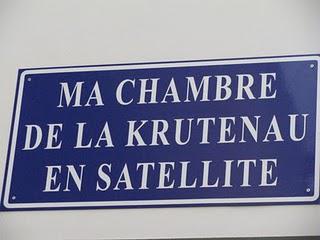 MA CHAMBRE
DE LA KRUTENAU
EN SATELLITE